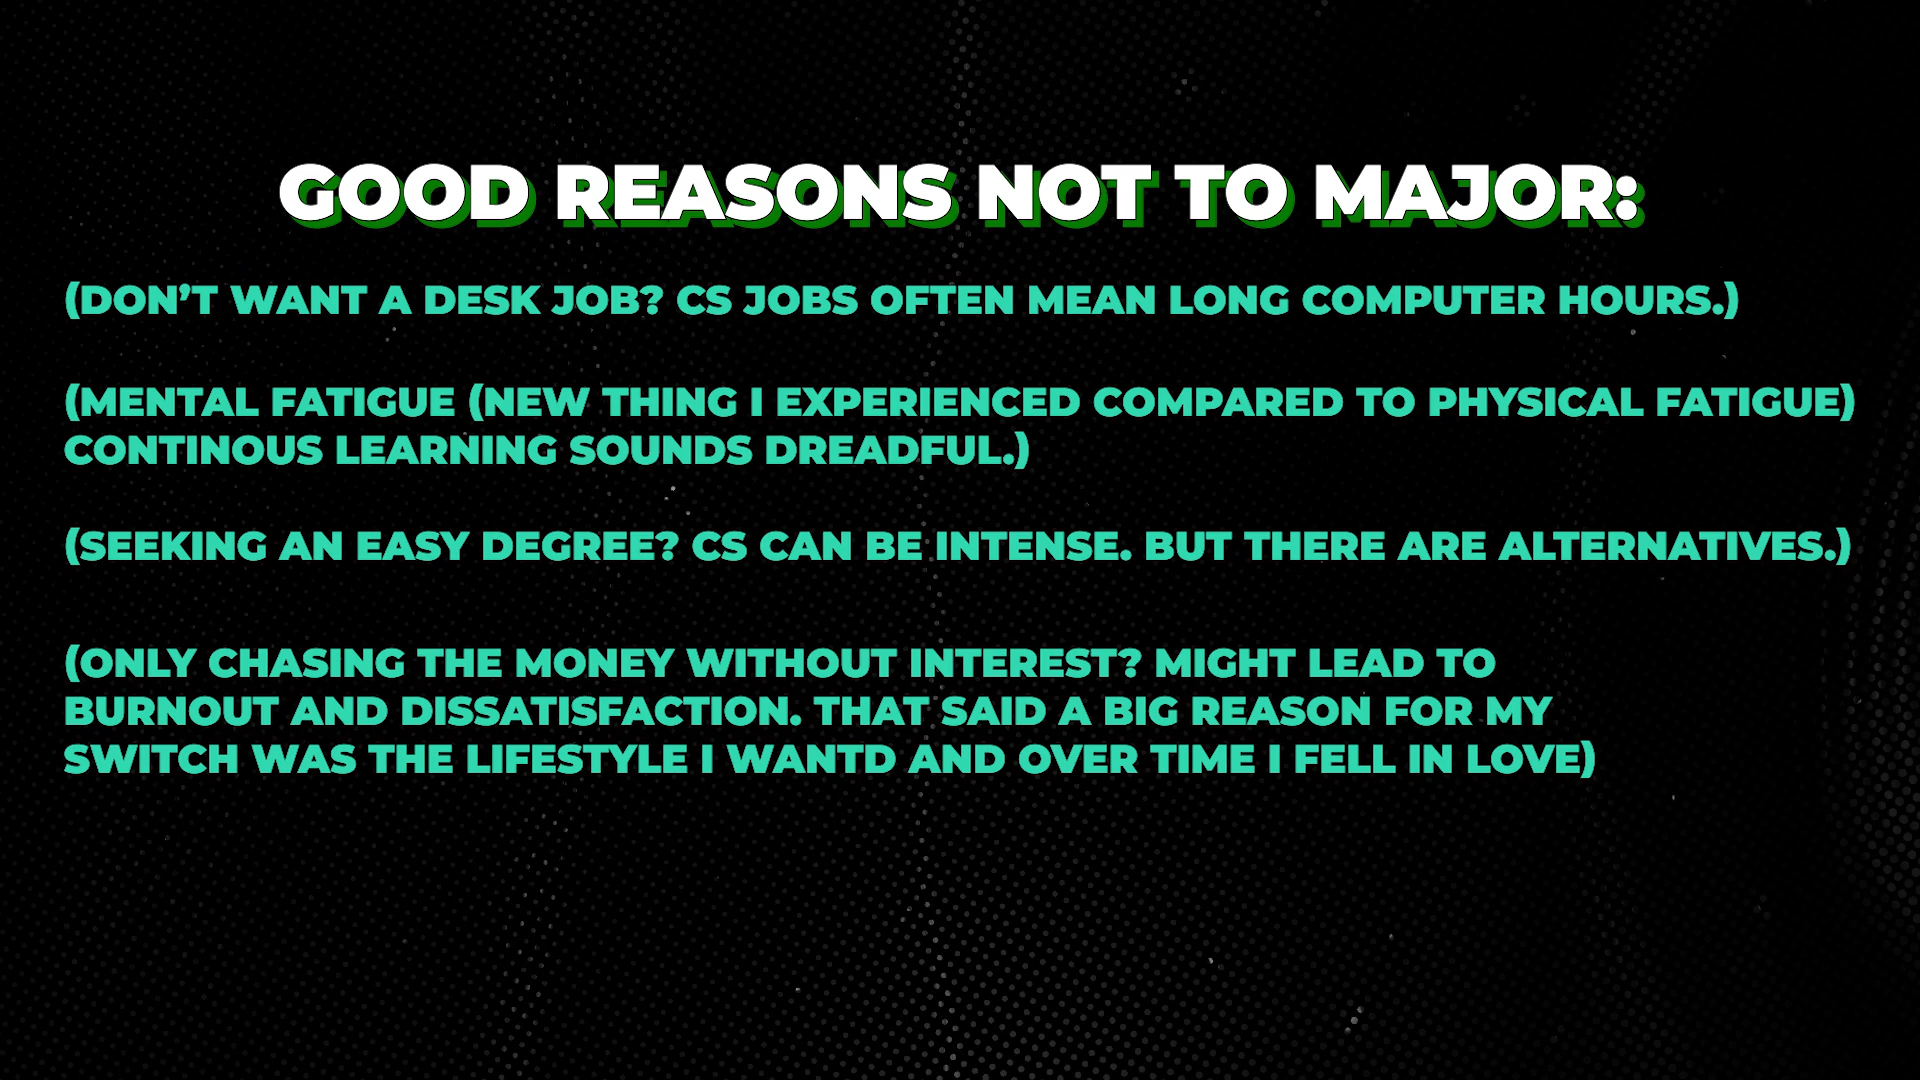 GOOD REASONS NOT TO MAJOR:
(DON’T WANT A DESK JOB? CS JOBS OFTEN MEAN LONG COMPUTER HOURS.)
(MENTAL FATIGUE (NEW THING I EXPERIENCED COMPARED TO PHYSICAL FATIGUE)
CONTINOUS LEARNING SOUNDS DREADFUL.)
(SEEKING AN EASY DEGREE? CS CAN BE INTENSE. BUT THERE ARE ALTERNATIVES.)
(ONLY CHASING THE MONEY WITHOUT INTEREST? MIGHT LEAD TO
BURNOUT AND DISSATISFACTION. THAT SAID A BIG REASON FOR MY
SWITCH WAS THE LIFESTYLE I WANTD AND OVER TIME I FELL IN LOVE)